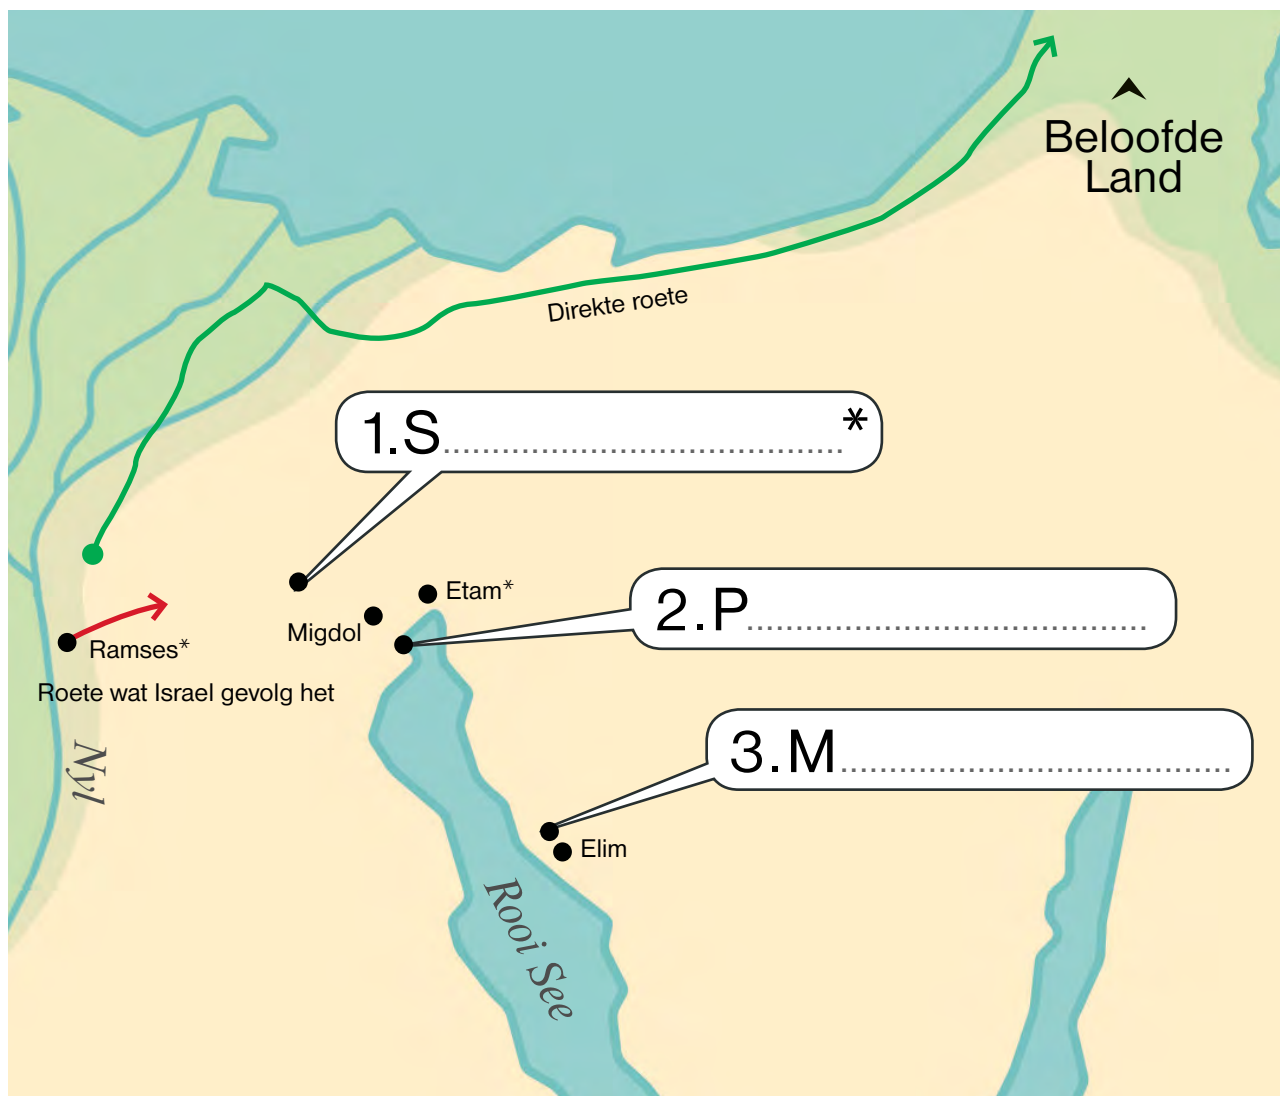 Beloofde
Land
Direkte roete
1.S........................................*
Etam*
2.P........................................
Migdol
Ramses*
Roete wat Israel gevolg het
Nyl
3.M.......................................
Elim
Rooi See